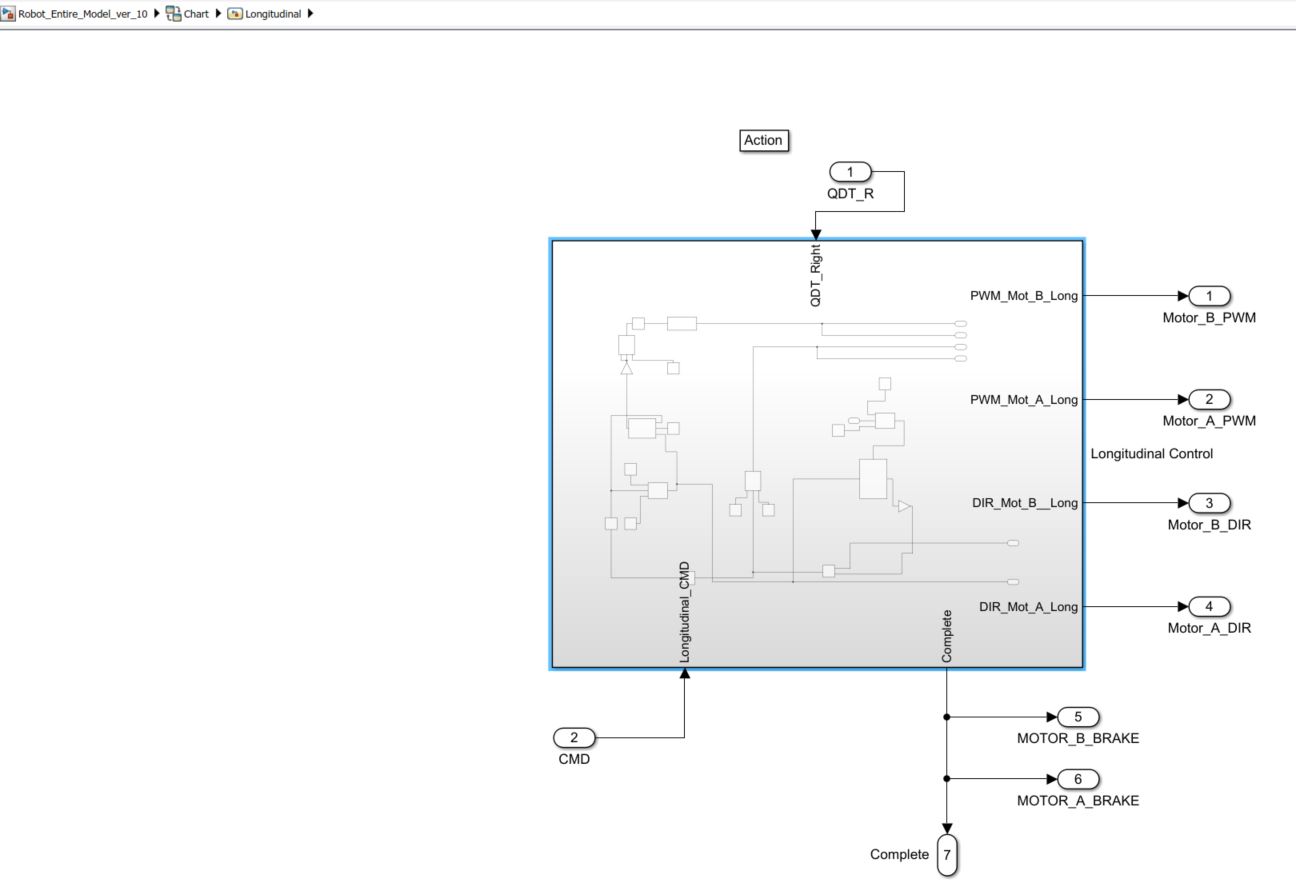 Robot_Entire_Model_ver_10 Chart Longitudinal
Action
1
QDT_R
QDT_Right
PWM_Mot_B_Long
1
Motor_B_PWM
PWM_Mot_A_Long
2
Motor_A_PWM
Longitudinal Control
DIR_Mot_B__Long
3
Motor_B_DIR
DIR_Mot_A_Long
4
Motor_A_DIR
Longitudinal_CMD
Complete
2
CMD
5
MOTOR_B_BRAKE
6
MOTOR_A_BRAKE
Complete 7